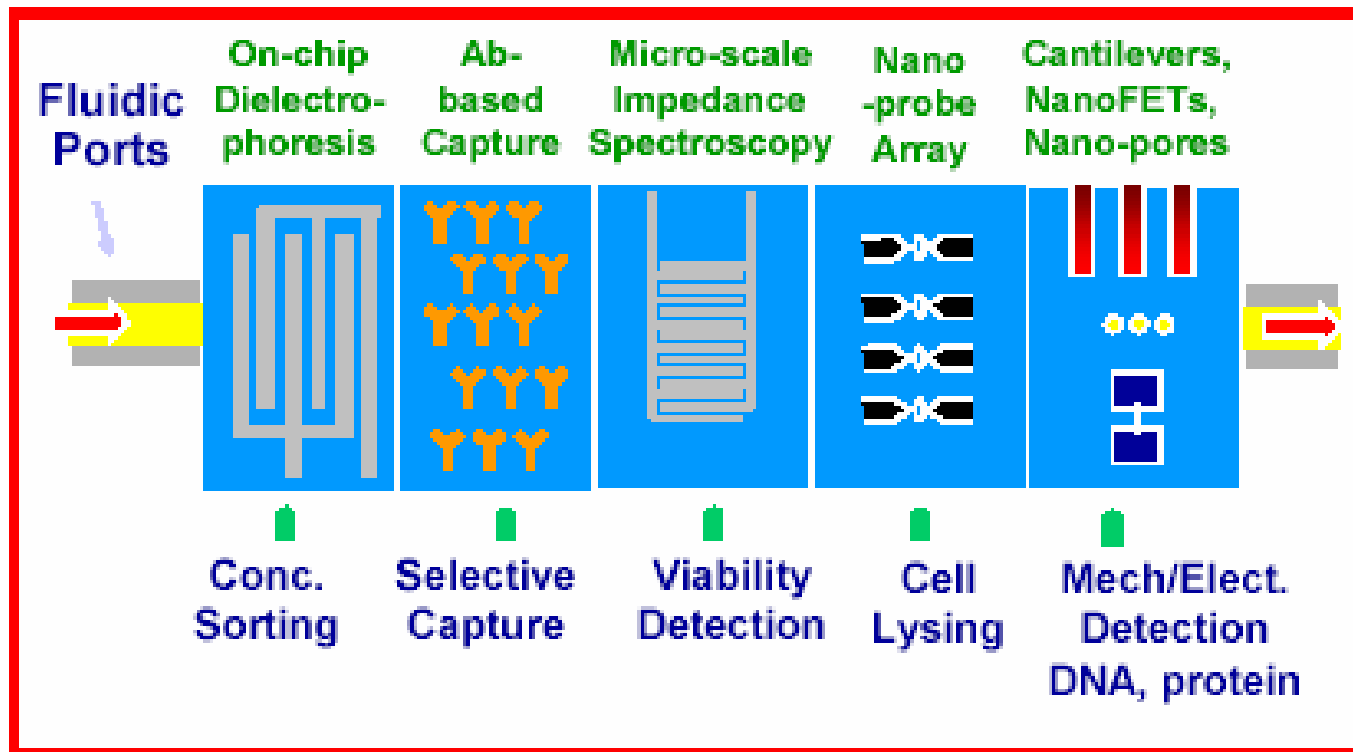 Fluidic
Ports
On-chip
Dielectro-
phoresis
Ab-
based
Capture
Micro-scale
Impedance
Spectroscopy
Nano
-probe
Array
Cantilevers,
NanoFETs,
Nano-pores
Conc.
Sorting
Selective
Capture
Viability
Detection
Cell
Lysing
Mech/Elect.
Detection
DNA, protein